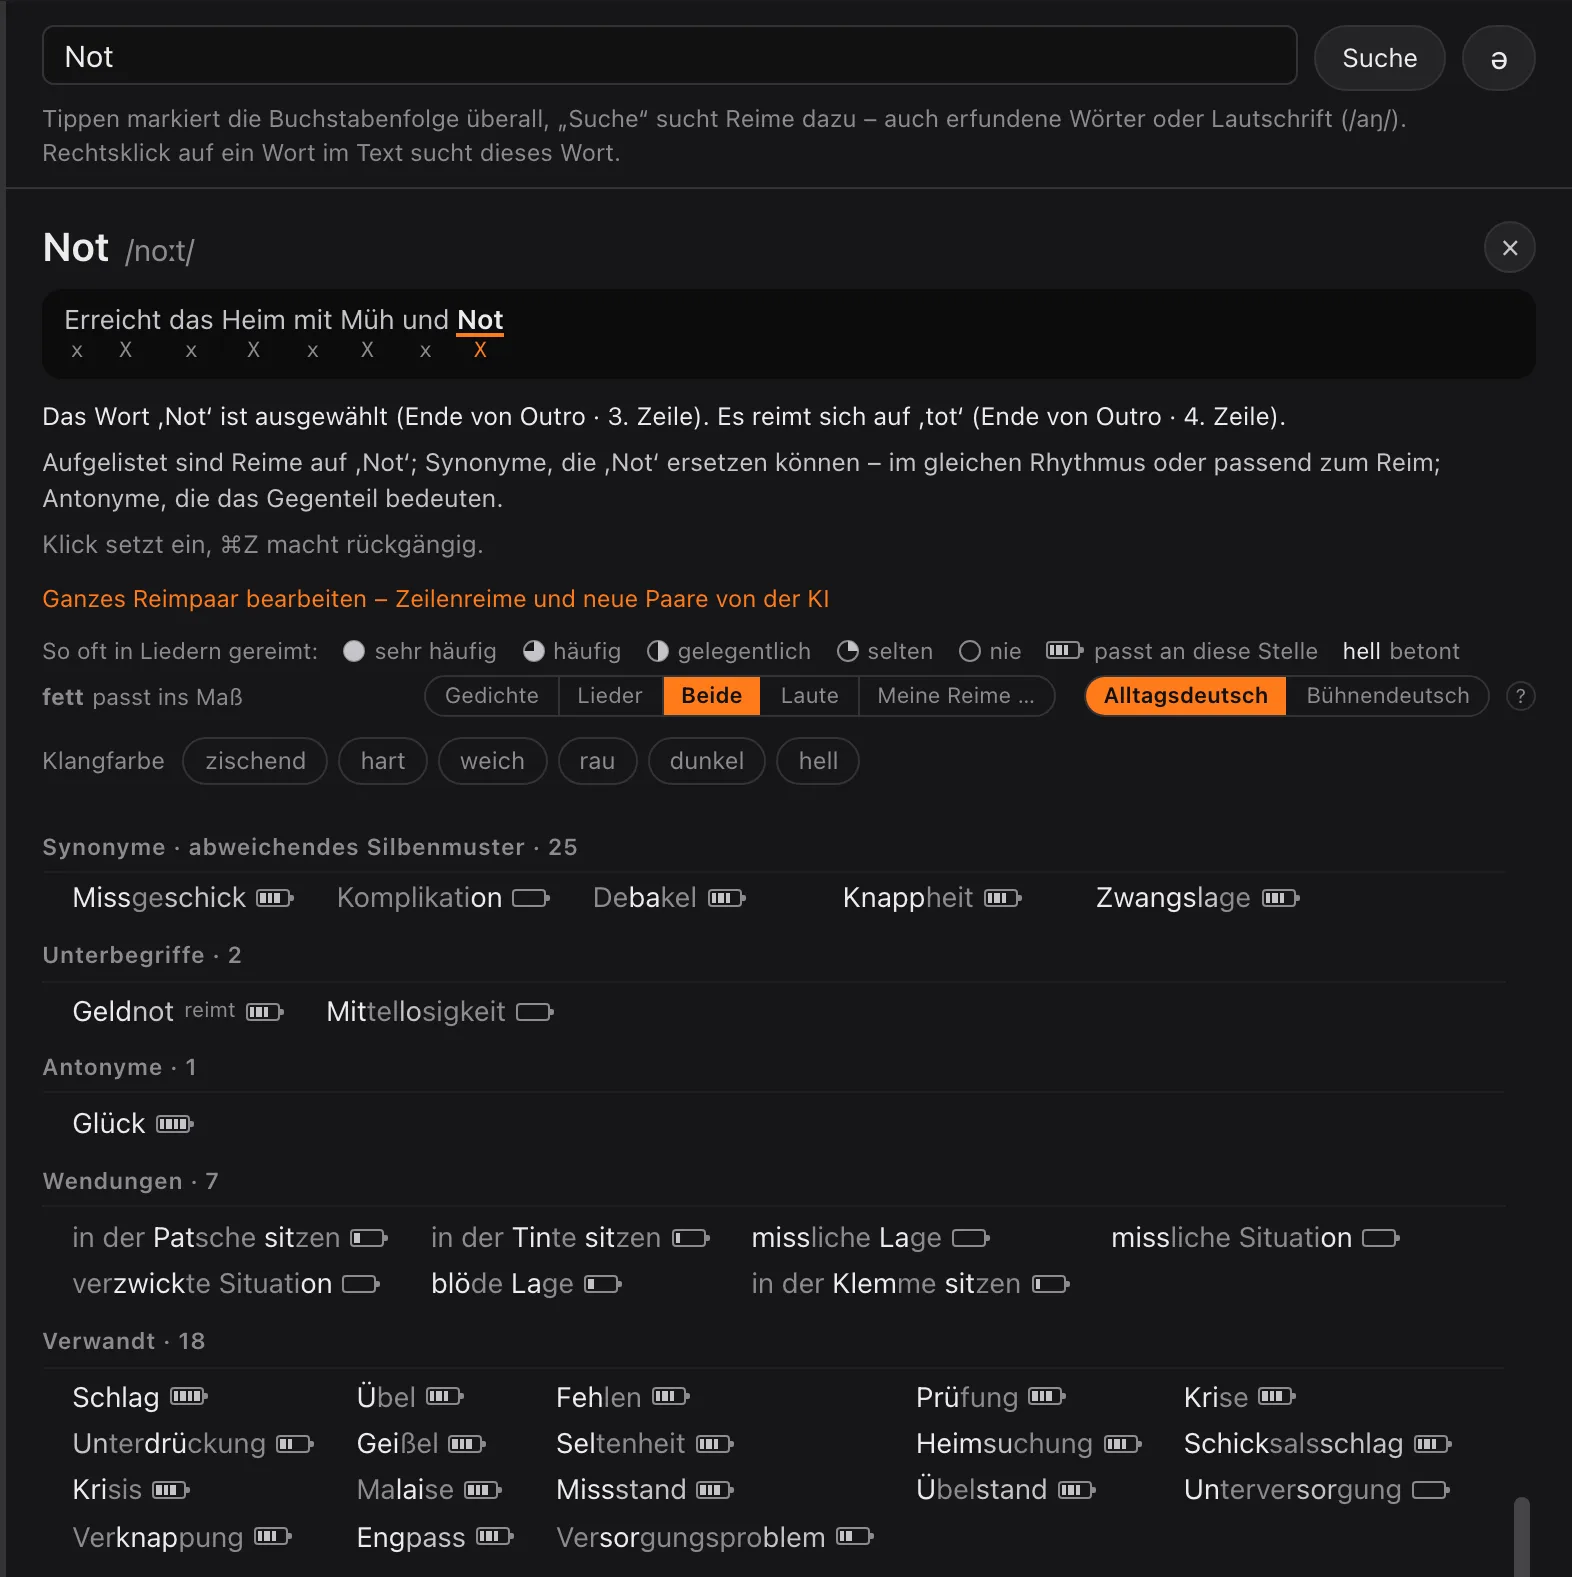 Not Suche ə
Tippen markiert die Buchstabenfolge überall, „Suche“ sucht Reime dazu – auch erfundene Wörter oder Lautschrift (/aŋ/).
Rechtsklick auf ein Wort im Text sucht dieses Wort.
Not /noːt/ ×
Erreicht das Heim mit Müh und Not
x X x X x X x X
Das Wort ‚Not‘ ist ausgewählt (Ende von Outro · 3. Zeile). Es reimt sich auf ‚tot‘ (Ende von Outro · 4. Zeile).
Aufgelistet sind Reime auf ‚Not‘; Synonyme, die ‚Not‘ ersetzen können – im gleichen Rhythmus oder passend zum Reim;
Antonyme, die das Gegenteil bedeuten.
Klick setzt ein, ⌘Z macht rückgängig.
Ganzes Reimpaar bearbeiten – Zeilenreime und neue Paare von der KI
So oft in Liedern gereimt: sehr häufig häufig gelegentlich selten nie passt an diese Stelle hell betont
fett passt ins Maß Gedichte Lieder Beide Laute Meine Reime ... Alltagsdeutsch Bühnendeutsch ?
Klangfarbe zischend hart weich rau dunkel hell
Synonyme · abweichendes Silbenmuster · 25
Missgeschick Komplikation Debakel Knappheit Zwangslage
Unterbegriffe · 2
Geldnot reimt Mittellosigkeit
Antonyme · 1
Glück
Wendungen · 7
in der Patsche sitzen in der Tinte sitzen missliche Lage missliche Situation
verzwickte Situation blöde Lage in der Klemme sitzen
Verwandt · 18
Schlag Übel Fehlen Prüfung Krise
Unterdrückung Geißel Seltenheit Heimsuchung Schicksalsschlag
Krisis Malaise Missstand Übelstand Unterversorgung
Verknappung Engpass Versorgungsproblem